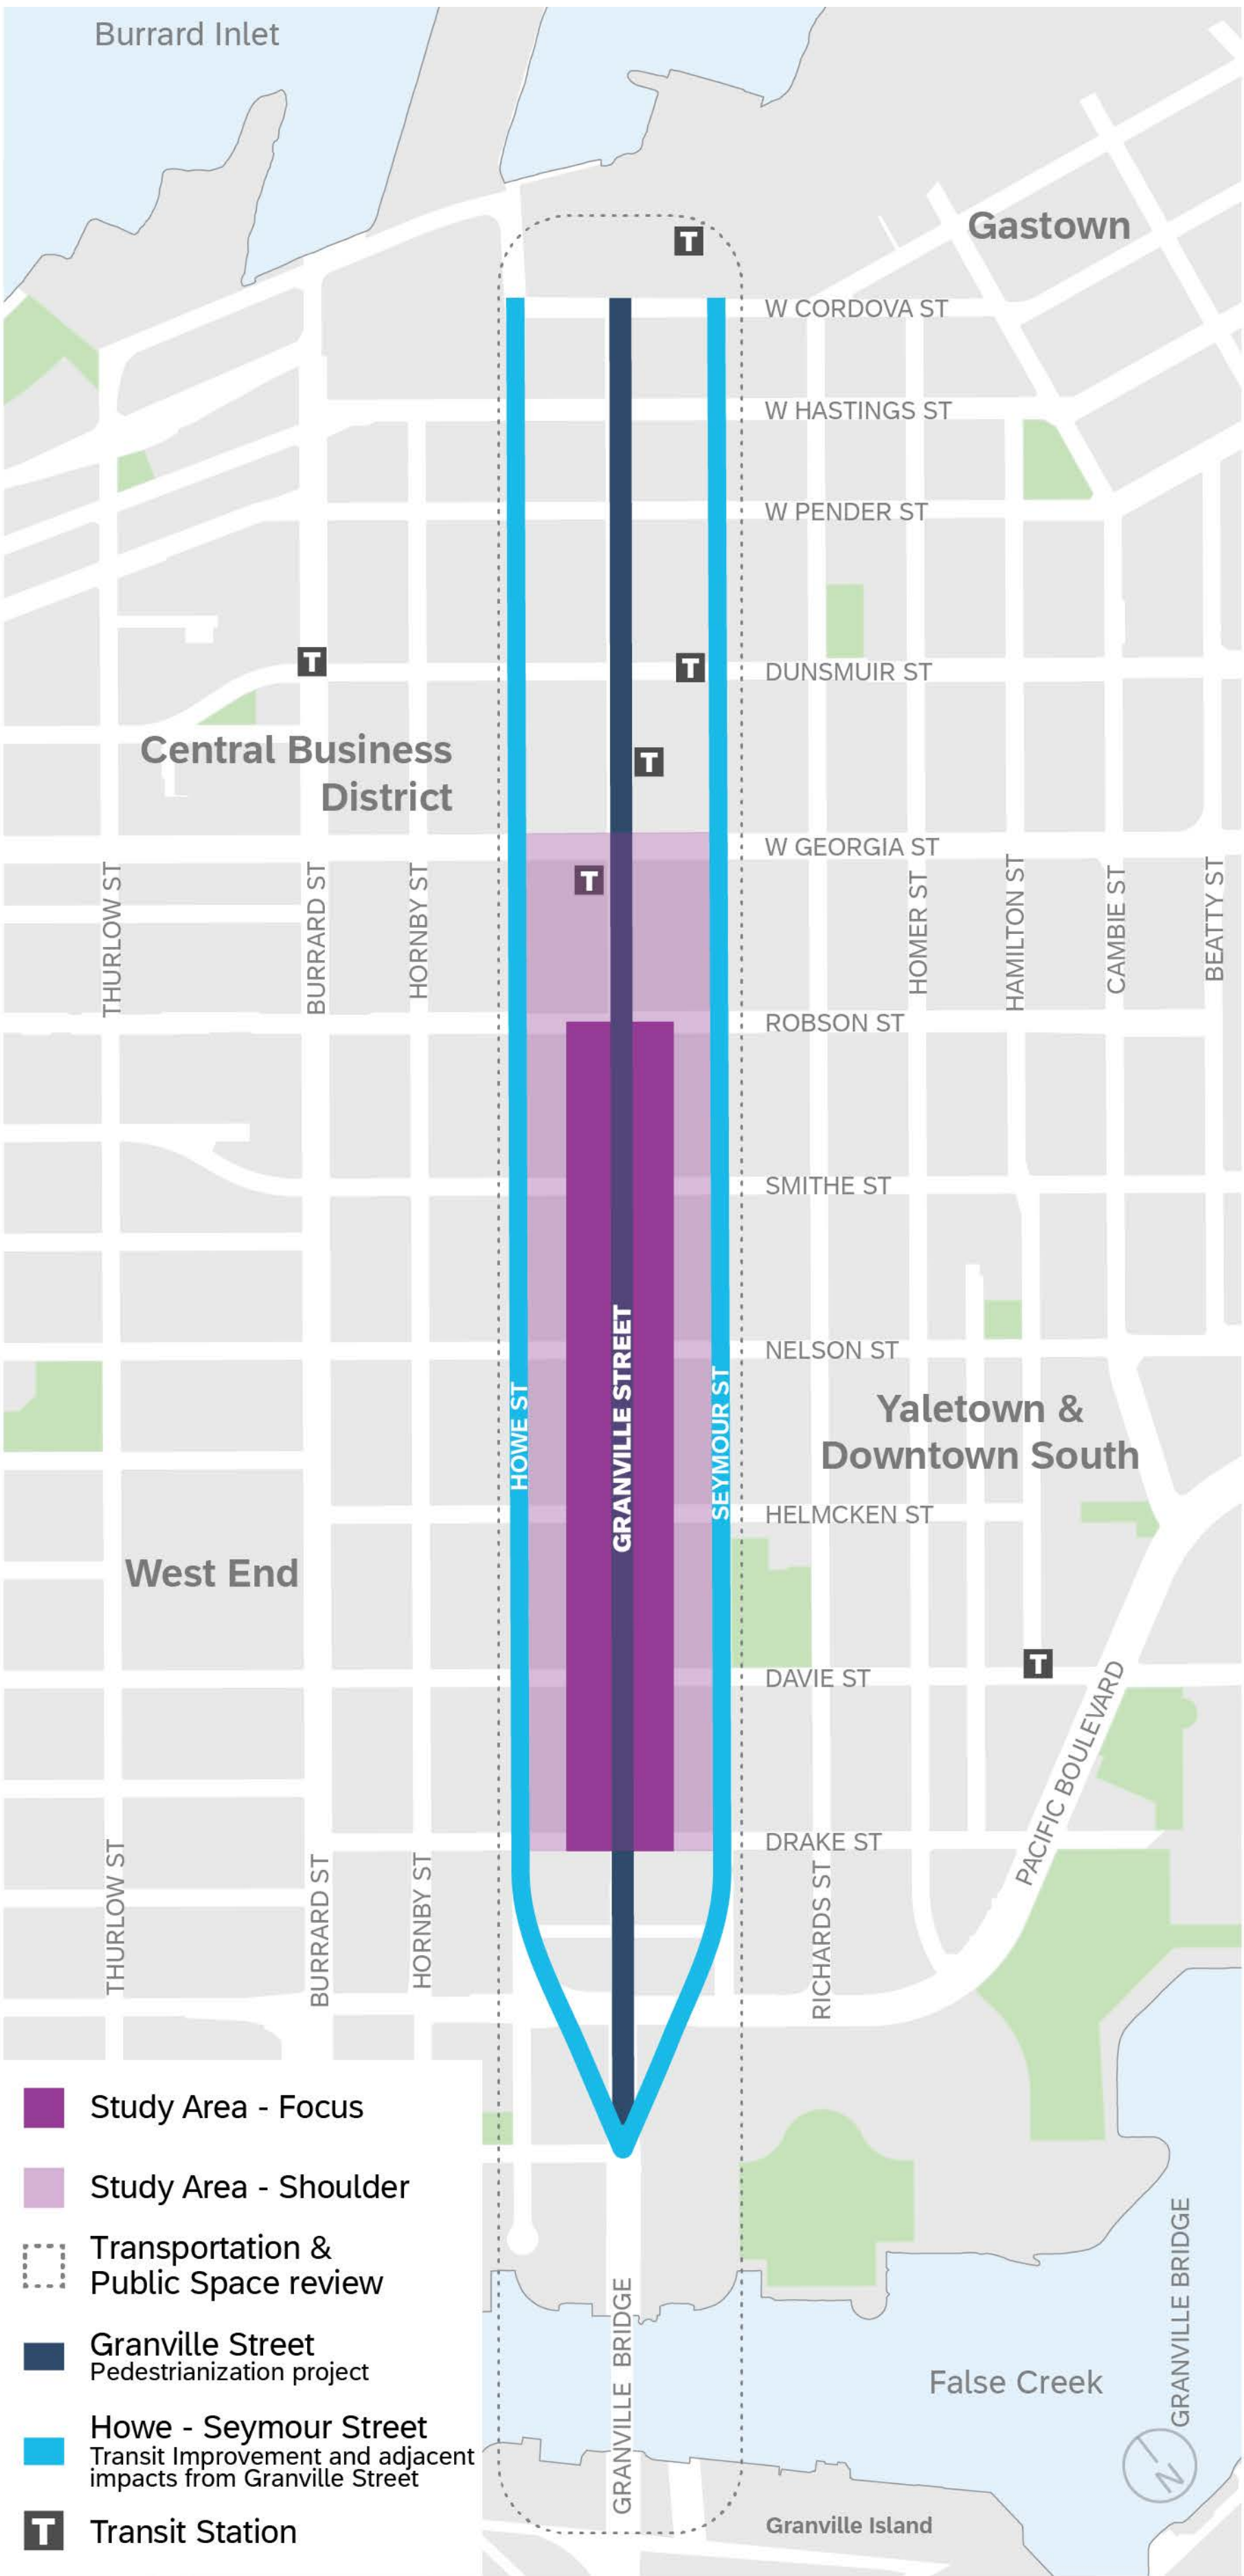 Burrard Inlet
T
Gastown
W CORDOVA ST
W HASTINGS ST
W PENDER ST
T
T
DUNSMUIR ST
Central Business
District
T
W GEORGIA ST
T
THURLOW ST
BURRARD ST
HORNBY ST
HOMER ST
HAMILTON ST
CAMBIE ST
BEATTY ST
ROBSON ST
SMITHE ST
NELSON ST
HOWE ST
GRANVILLE STREET
SEYMOUR ST
Yaletown &
Downtown South
HELMCKEN ST
West End
T
DAVIE ST
PACIFIC BOULEVARD
DRAKE ST
THURLOW ST
BURRARD ST
HORNBY ST
RICHARDS ST
Study Area - Focus
Study Area - Shoulder
Transportation &
Public Space review
Granville Street
Pedestrianization project
Howe - Seymour Street
Transit Improvement and adjacent
impacts from Granville Street
T Transit Station
GRANVILLE BRIDGE
GRANVILLE BRIDGE
False Creek
N
Granville Island